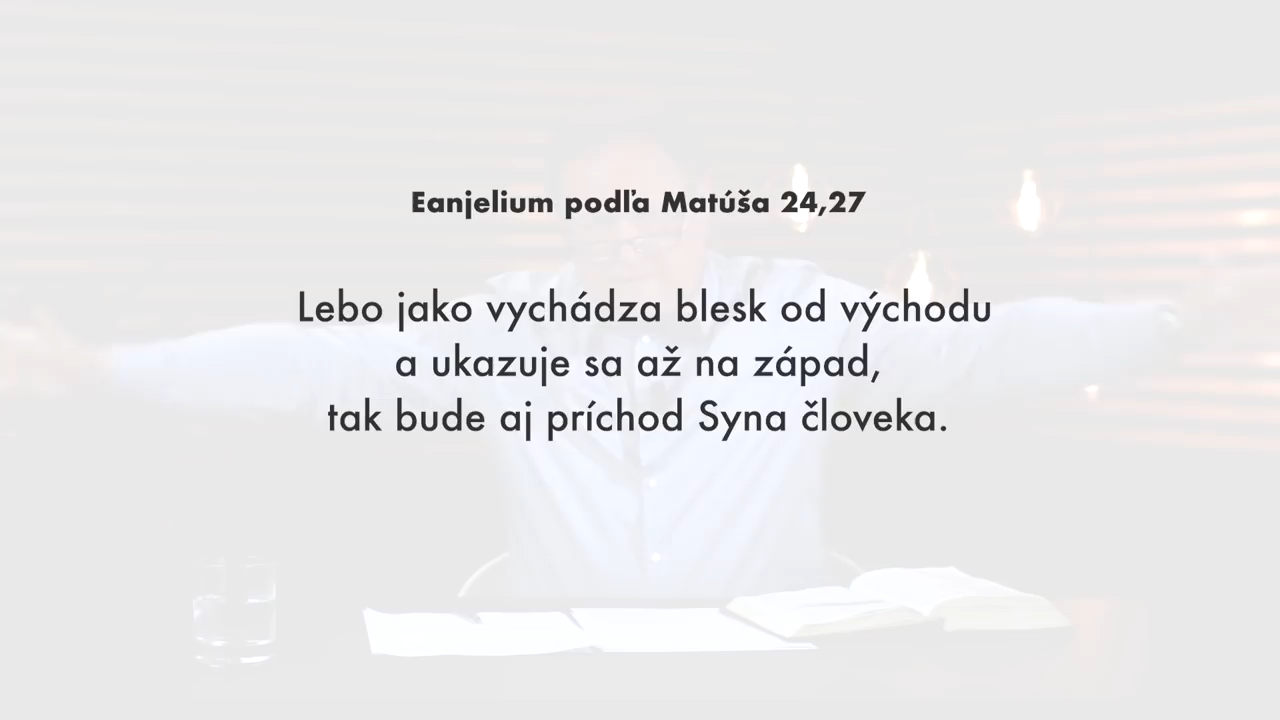 Eanjelium podľa Matúša 24,27
Lebo jako vychádza blesk od východu
a ukazuje sa až na západ,
tak bude aj príchod Syna človeka.